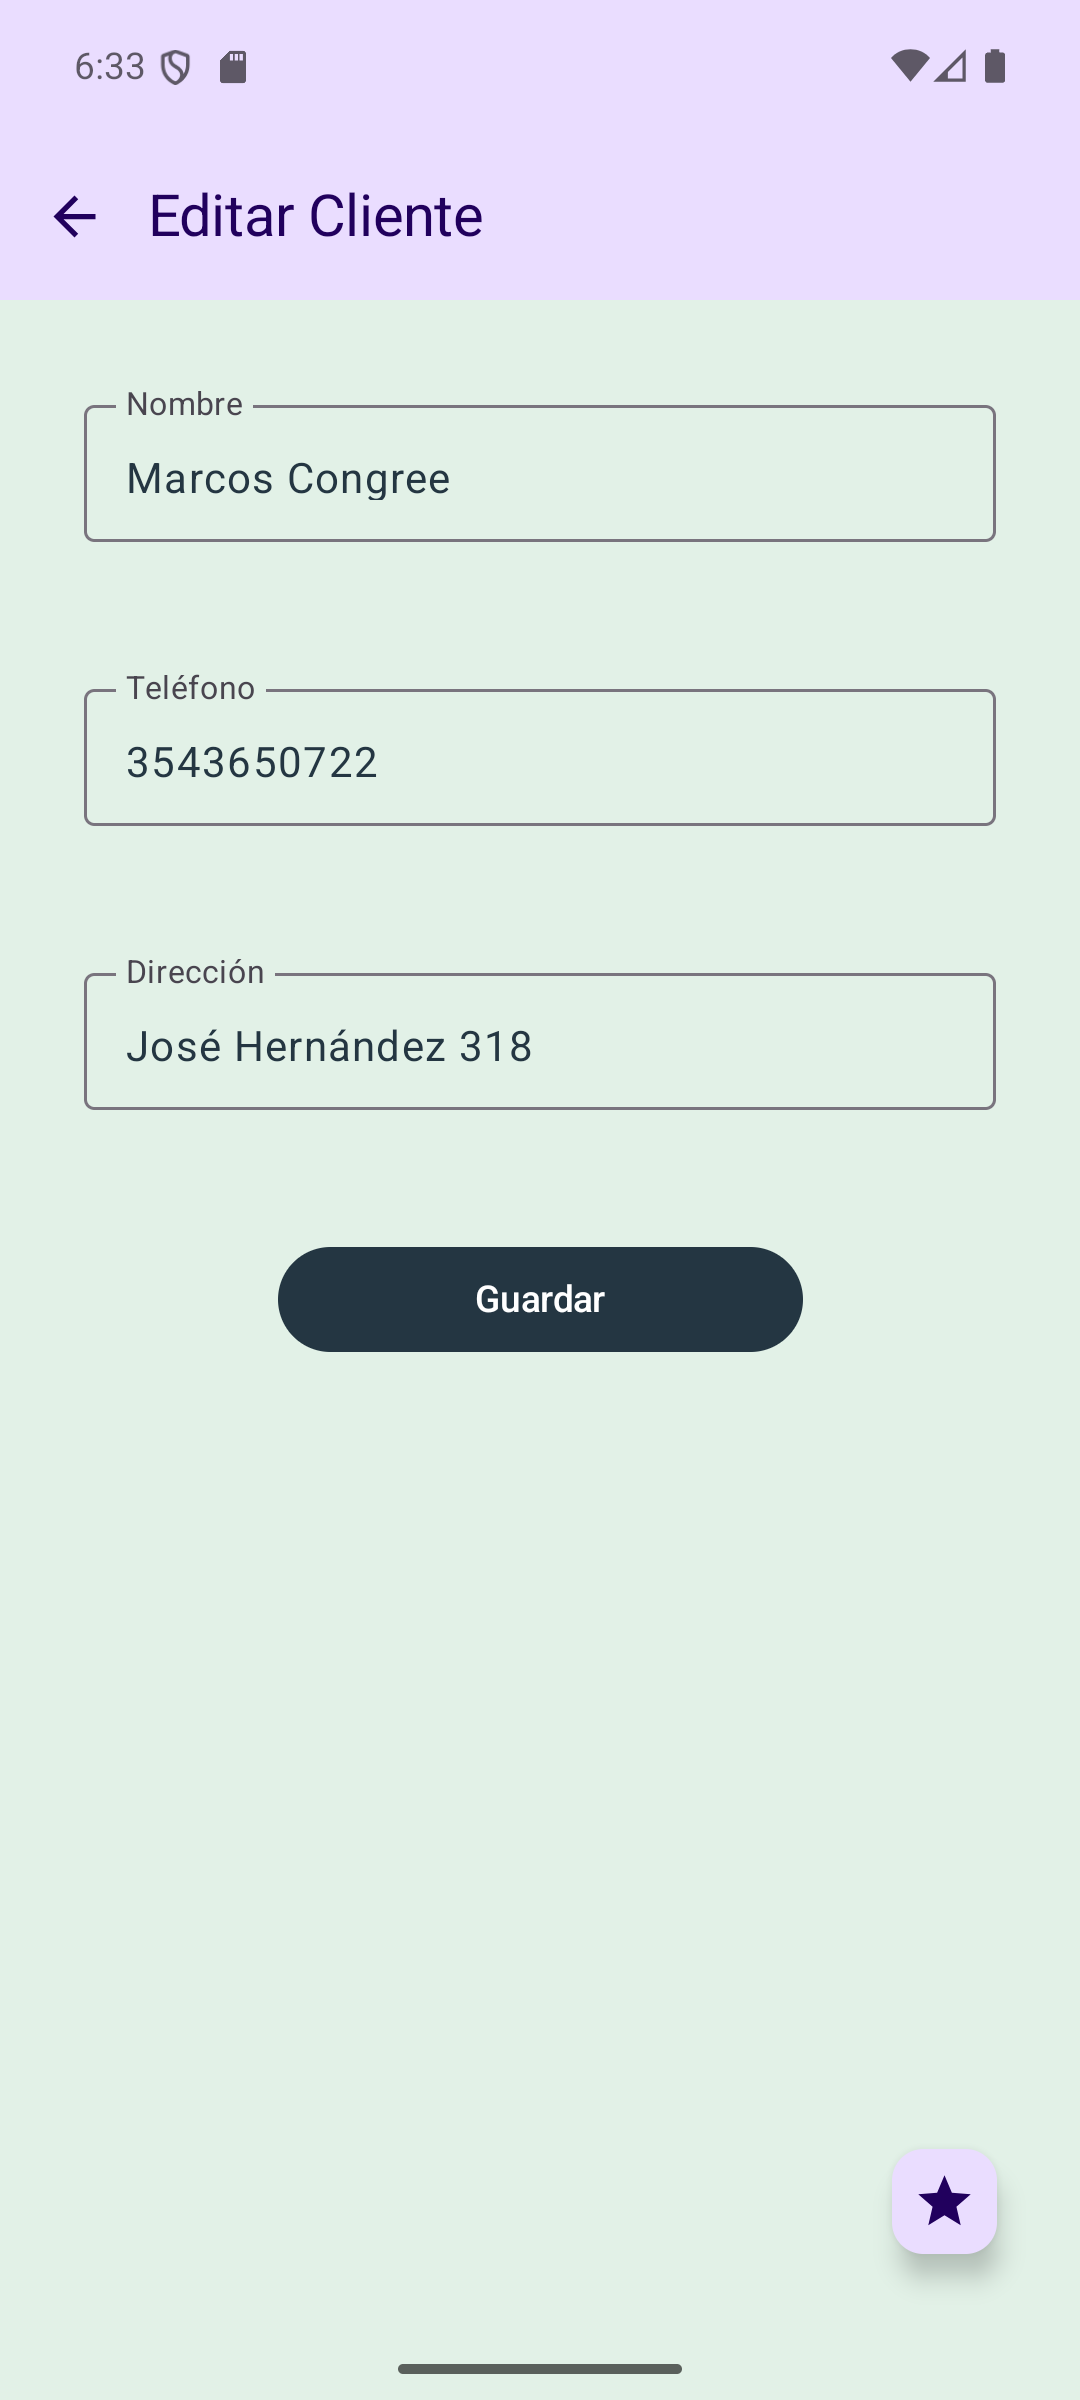 6:33
Editar Cliente
Nombre
Marcos Congree
Teléfono
3543650722
Dirección
José Hernández 318
Guardar